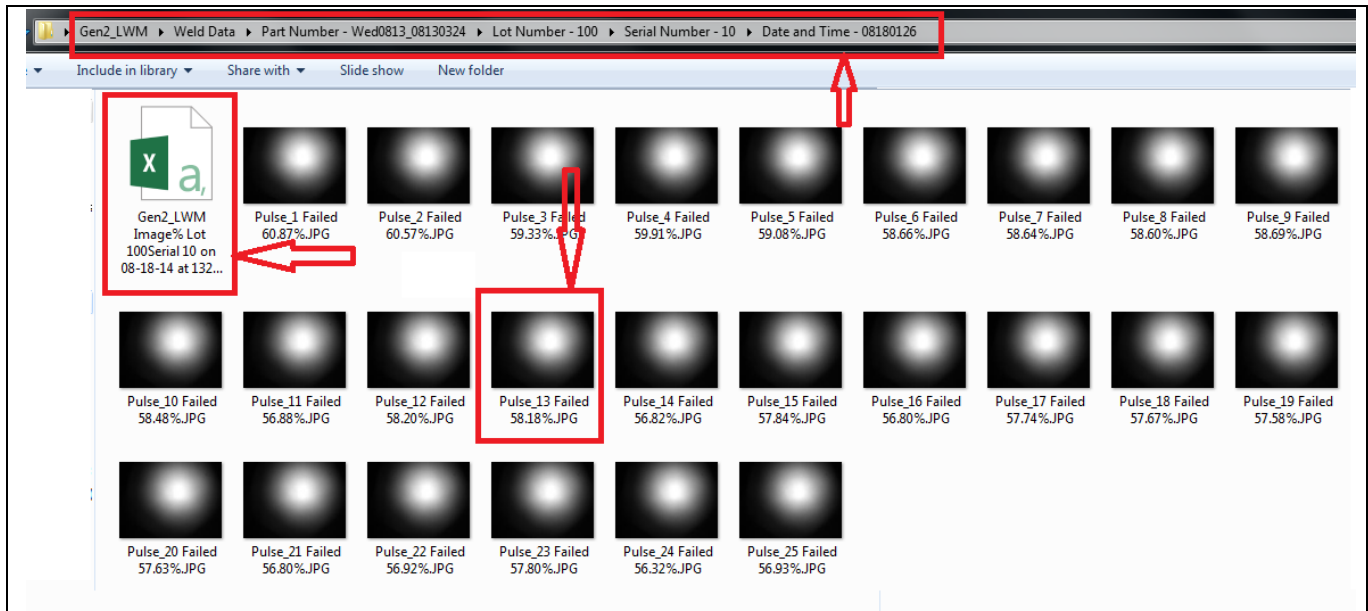 Gen2_LWM ▸ Weld Data ▸ Part Number - Wed0813_08130324 ▸ Lot Number - 100 ▸ Serial Number - 10 ▸ Date and Time - 08180126
Include in library Share with Slide show New folder
Gen2_LWM
Image% Lot
100Serial 10 on
08-18-14 at 132...
Pulse_1 Failed
60.87%.JPG
Pulse_2 Failed
60.57%.JPG
Pulse_3 Failed
59.33%.JPG
Pulse_4 Failed
59.91%.JPG
Pulse_5 Failed
59.08%.JPG
Pulse_6 Failed
58.66%.JPG
Pulse_7 Failed
58.64%.JPG
Pulse_8 Failed
58.60%.JPG
Pulse_9 Failed
58.69%.JPG
Pulse_10 Failed
58.48%.JPG
Pulse_11 Failed
56.88%.JPG
Pulse_12 Failed
58.20%.JPG
Pulse_13 Failed
58.18%.JPG
Pulse_14 Failed
56.82%.JPG
Pulse_15 Failed
57.84%.JPG
Pulse_16 Failed
56.80%.JPG
Pulse_17 Failed
57.74%.JPG
Pulse_18 Failed
57.67%.JPG
Pulse_19 Failed
57.58%.JPG
Pulse_20 Failed
57.63%.JPG
Pulse_21 Failed
56.80%.JPG
Pulse_22 Failed
56.92%.JPG
Pulse_23 Failed
57.80%.JPG
Pulse_24 Failed
56.32%.JPG
Pulse_25 Failed
56.93%.JPG